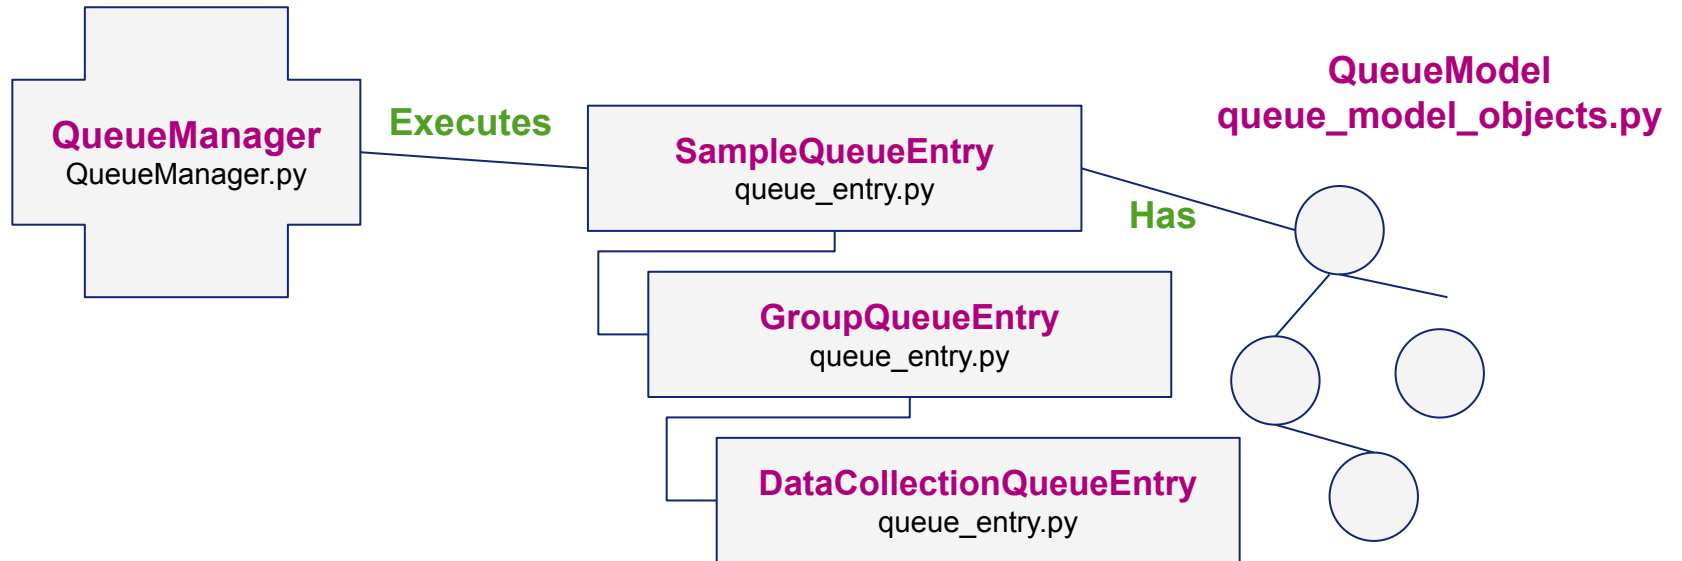 QueueManager
QueueManager.py
Executes
SampleQueueEntry
queue_entry.py
Has
QueueModel
queue_model_objects.py
GroupQueueEntry
queue_entry.py
DataCollectionQueueEntry
queue_entry.py